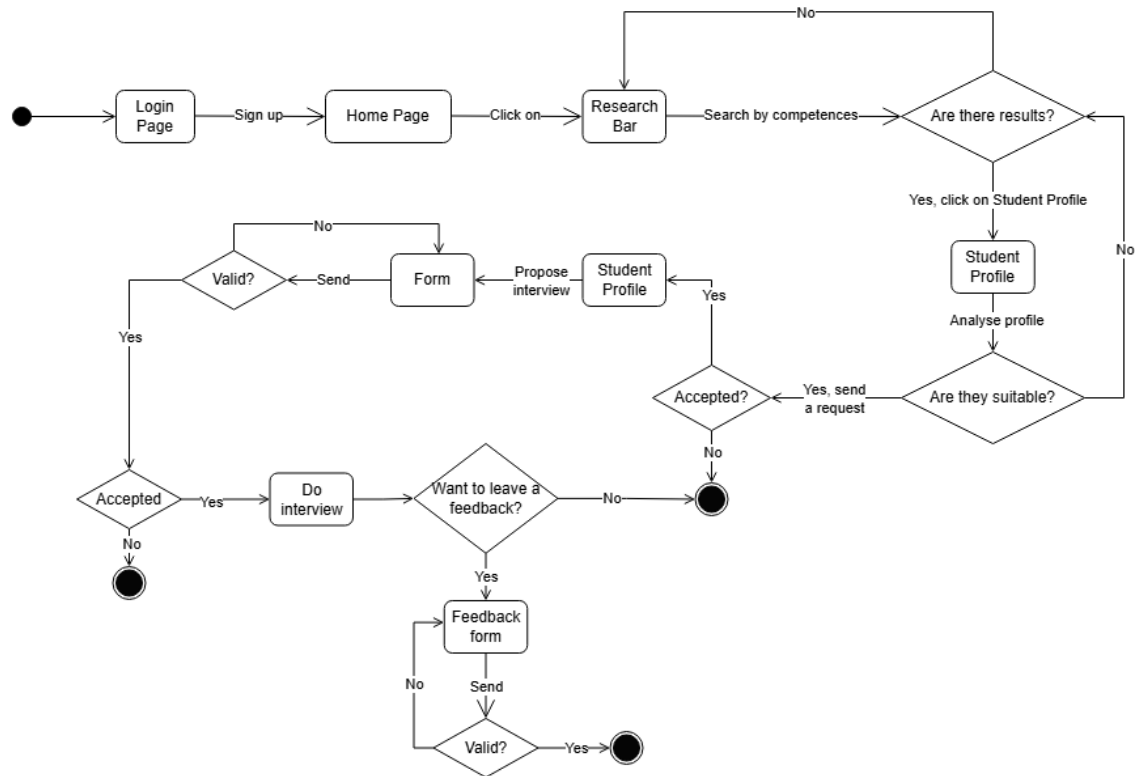 No
Login
Page
Sign up
Home Page
Click on
Research
Bar
Search by competences
Are there results?
Yes, click on Student Profile
No
Student
Profile
Analyse profile
Are they suitable?
Yes, send
a request
Accepted?
Yes
No
Student
Profile
Propose
interview
Form
Send
No
Valid?
Yes
Accepted
No
Yes
Do
interview
Want to leave a
feedback?
No
Yes
Feedback
form
Send
No
Valid?
Yes